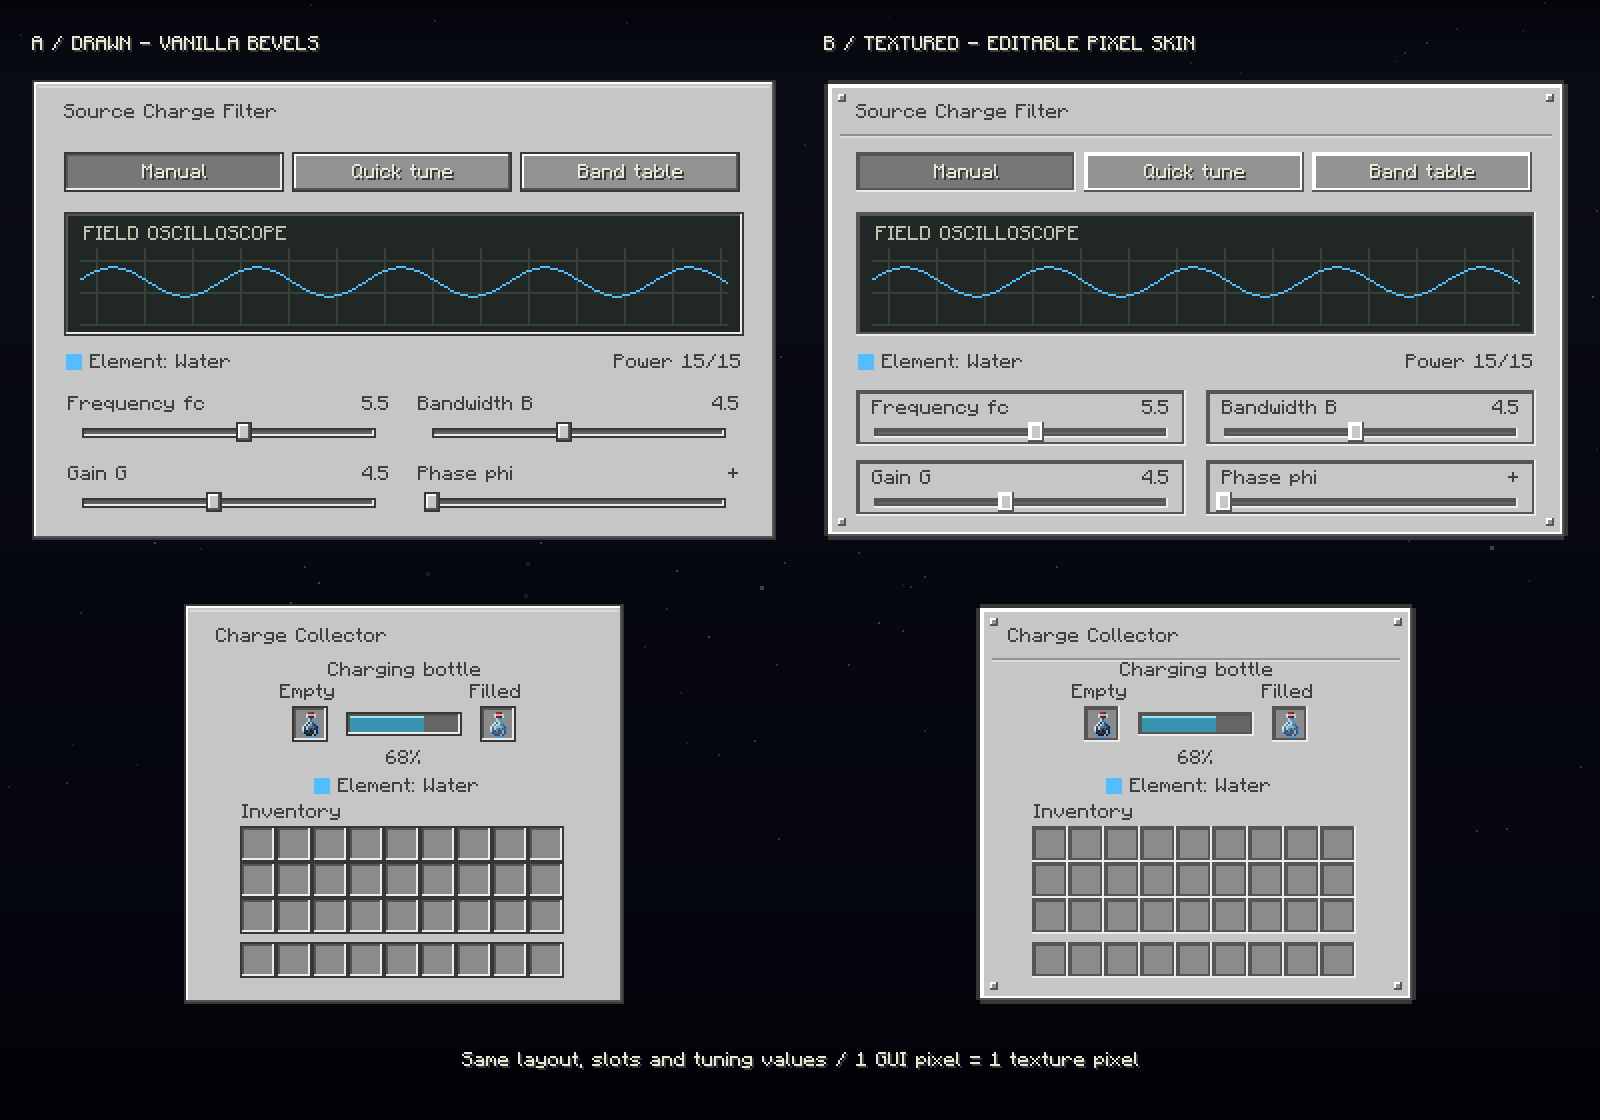 A / DRAWN - VANILLA BEVELS
Source Charge Filter
Manual Quick tune Band table
FIELD OSCILLOSCOPE
Element: Water Power 15/15
Frequency fc 5.5 Bandwidth B 4.5
Gain G 4.5 Phase phi +
Charge Collector
Charging bottle
Empty Filled
68%
Element: Water
Inventory
B / TEXTURED - EDITABLE PIXEL SKIN
Source Charge Filter
Manual Quick tune Band table
FIELD OSCILLOSCOPE
Element: Water Power 15/15
Frequency fc 5.5 Bandwidth B 4.5
Gain G 4.5 Phase phi +
Charge Collector
Charging bottle
Empty Filled
68%
Element: Water
Inventory
Same layout, slots and tuning values / 1 GUI pixel = 1 texture pixel